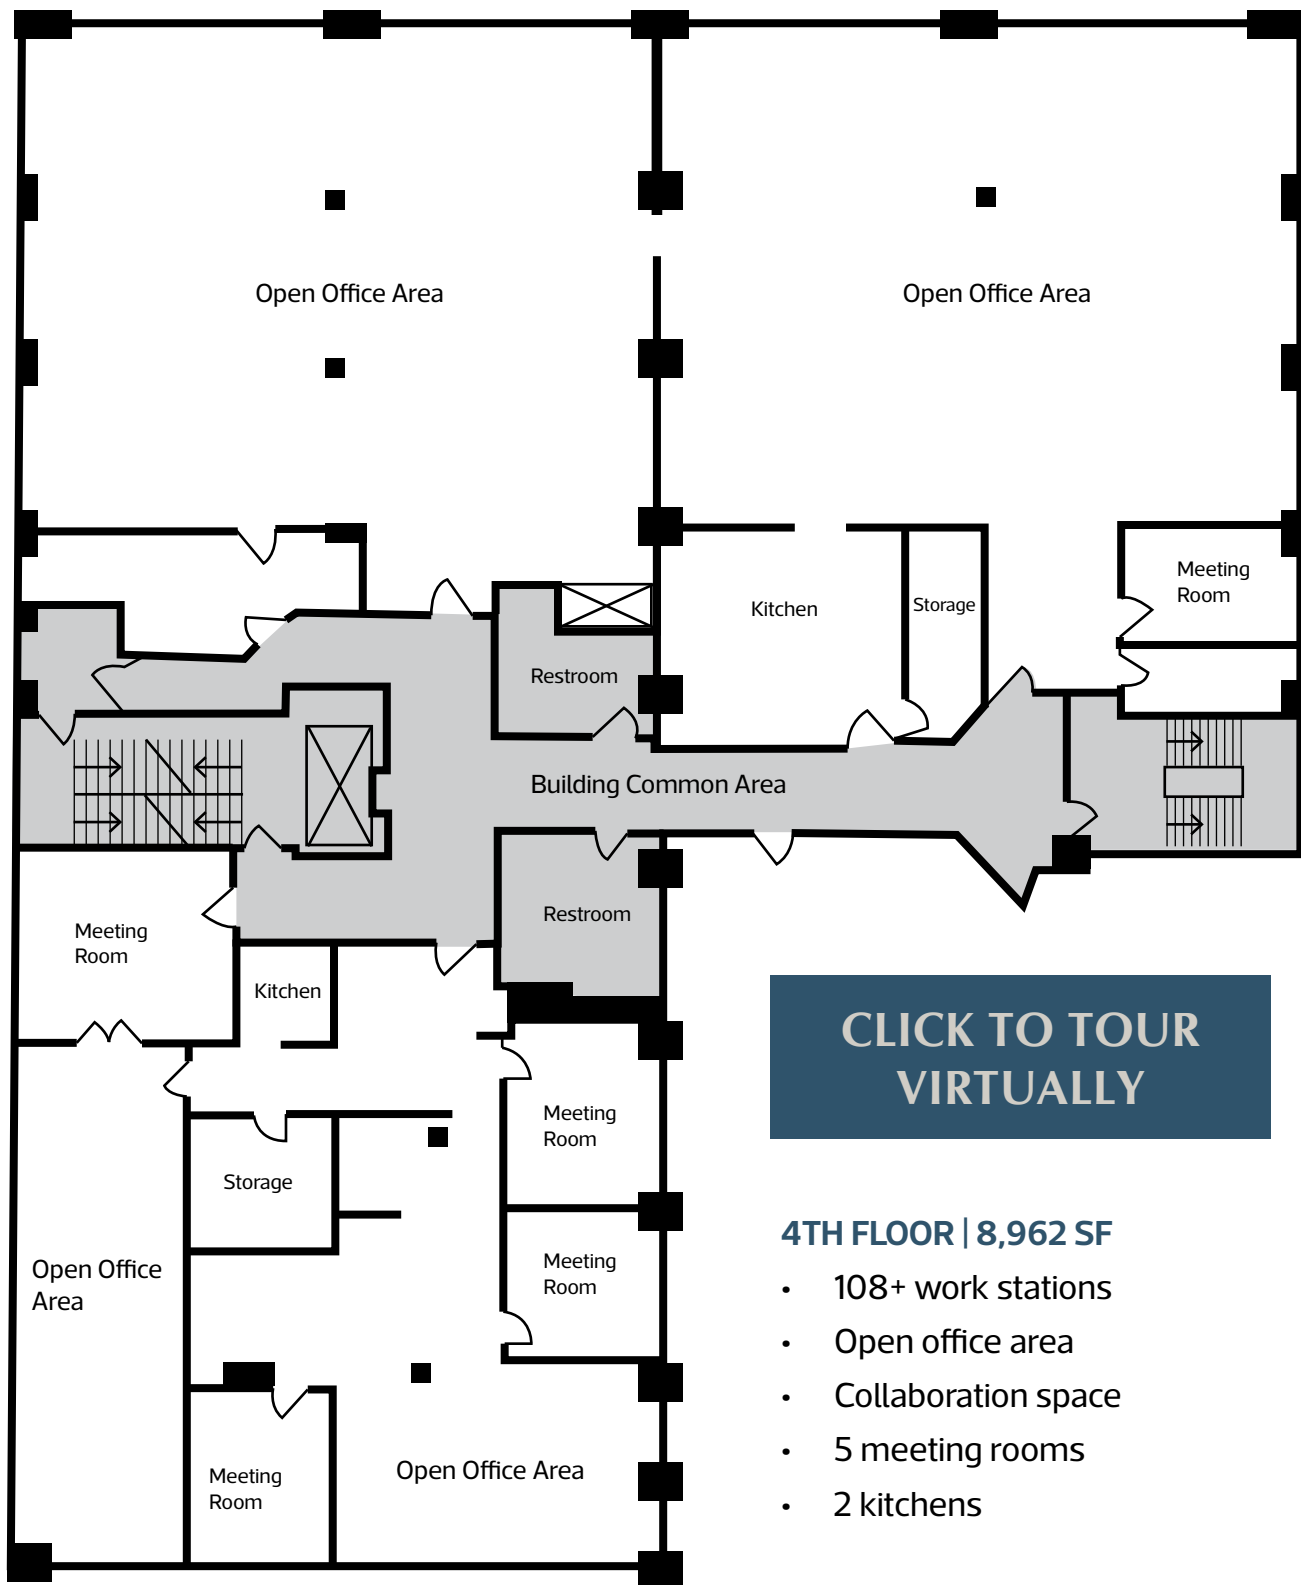 Open Office Area
Open Office Area
Meeting
Room
Kitchen
Storage
Restroom
Building Common Area
Restroom
Meeting
Room
Kitchen
CLICK TO TOUR
VIRTUALLY
Meeting
Room
Storage
Meeting
Room
Open Office
Area
Meeting
Room
Open Office Area
4TH FLOOR | 8,962 SF
• 108+ work stations
• Open office area
• Collaboration space
• 5 meeting rooms
• 2 kitchens